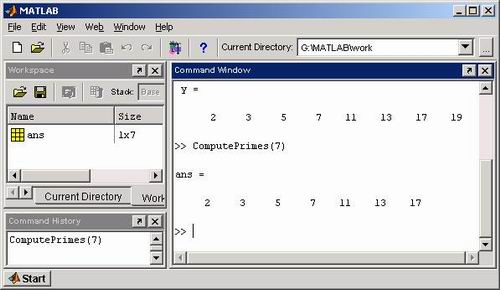 MATLAB
File Edit View Web Window Help
Current Directory: G:\MATLAB\work
...
Workspace
Stack: Base
Name Size
ans 1x7
Current Directory Work
Command History
ComputePrimes(7)
Command Window
y =
2 3 5 7 11 13 17 19
>> ComputePrimes(7)
ans =
2 3 5 7 11 13 17
>>
Start